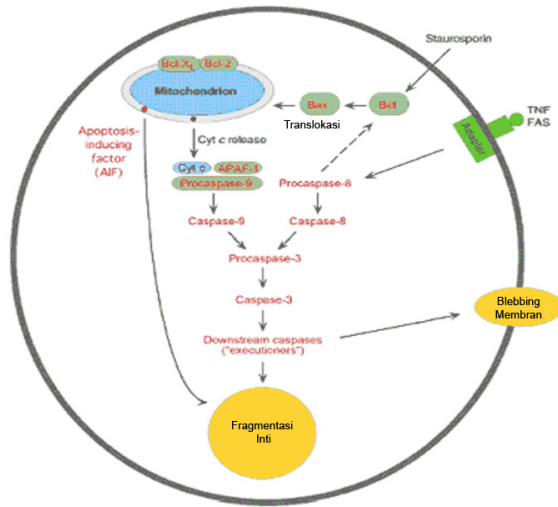 Staurosporin
Bcl-XL
Bcl-2
Mitochondrion
Bax
Bid
Translokasi
TNF
FAS
Adapter
Apoptosis-
inducing
factor
(AIF)
Cyt c release
Cyt c
APAF-1
Procaspase-9
Procaspase-8
Caspase-9
Caspase-8
Procaspase-3
Caspase-3
Downstream caspases
("executioners")
Blebbing
Membran
Fragmentasi
Inti